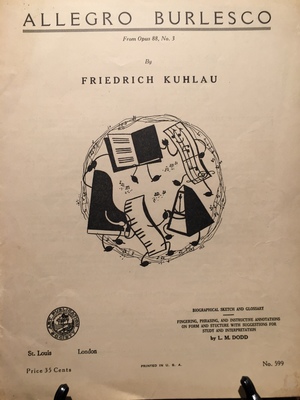 ALLEGRO BURLESCO
From Opus 88, No. 3
By
FRIEDRICH KUHLAU
BIOGRAPHICAL SKETCH AND GLOSSARY
FINGERING, PHRASING, AND INSTRUCTIVE ANNOTATIONS
ON FORM AND STUCTURE WITH SUGGESTIONS FOR
STUDY AND INTERPRETATION
by L. M. DODD
St. Louis London
Price 35 Cents
PRINTED IN U. S. A.
No. 599